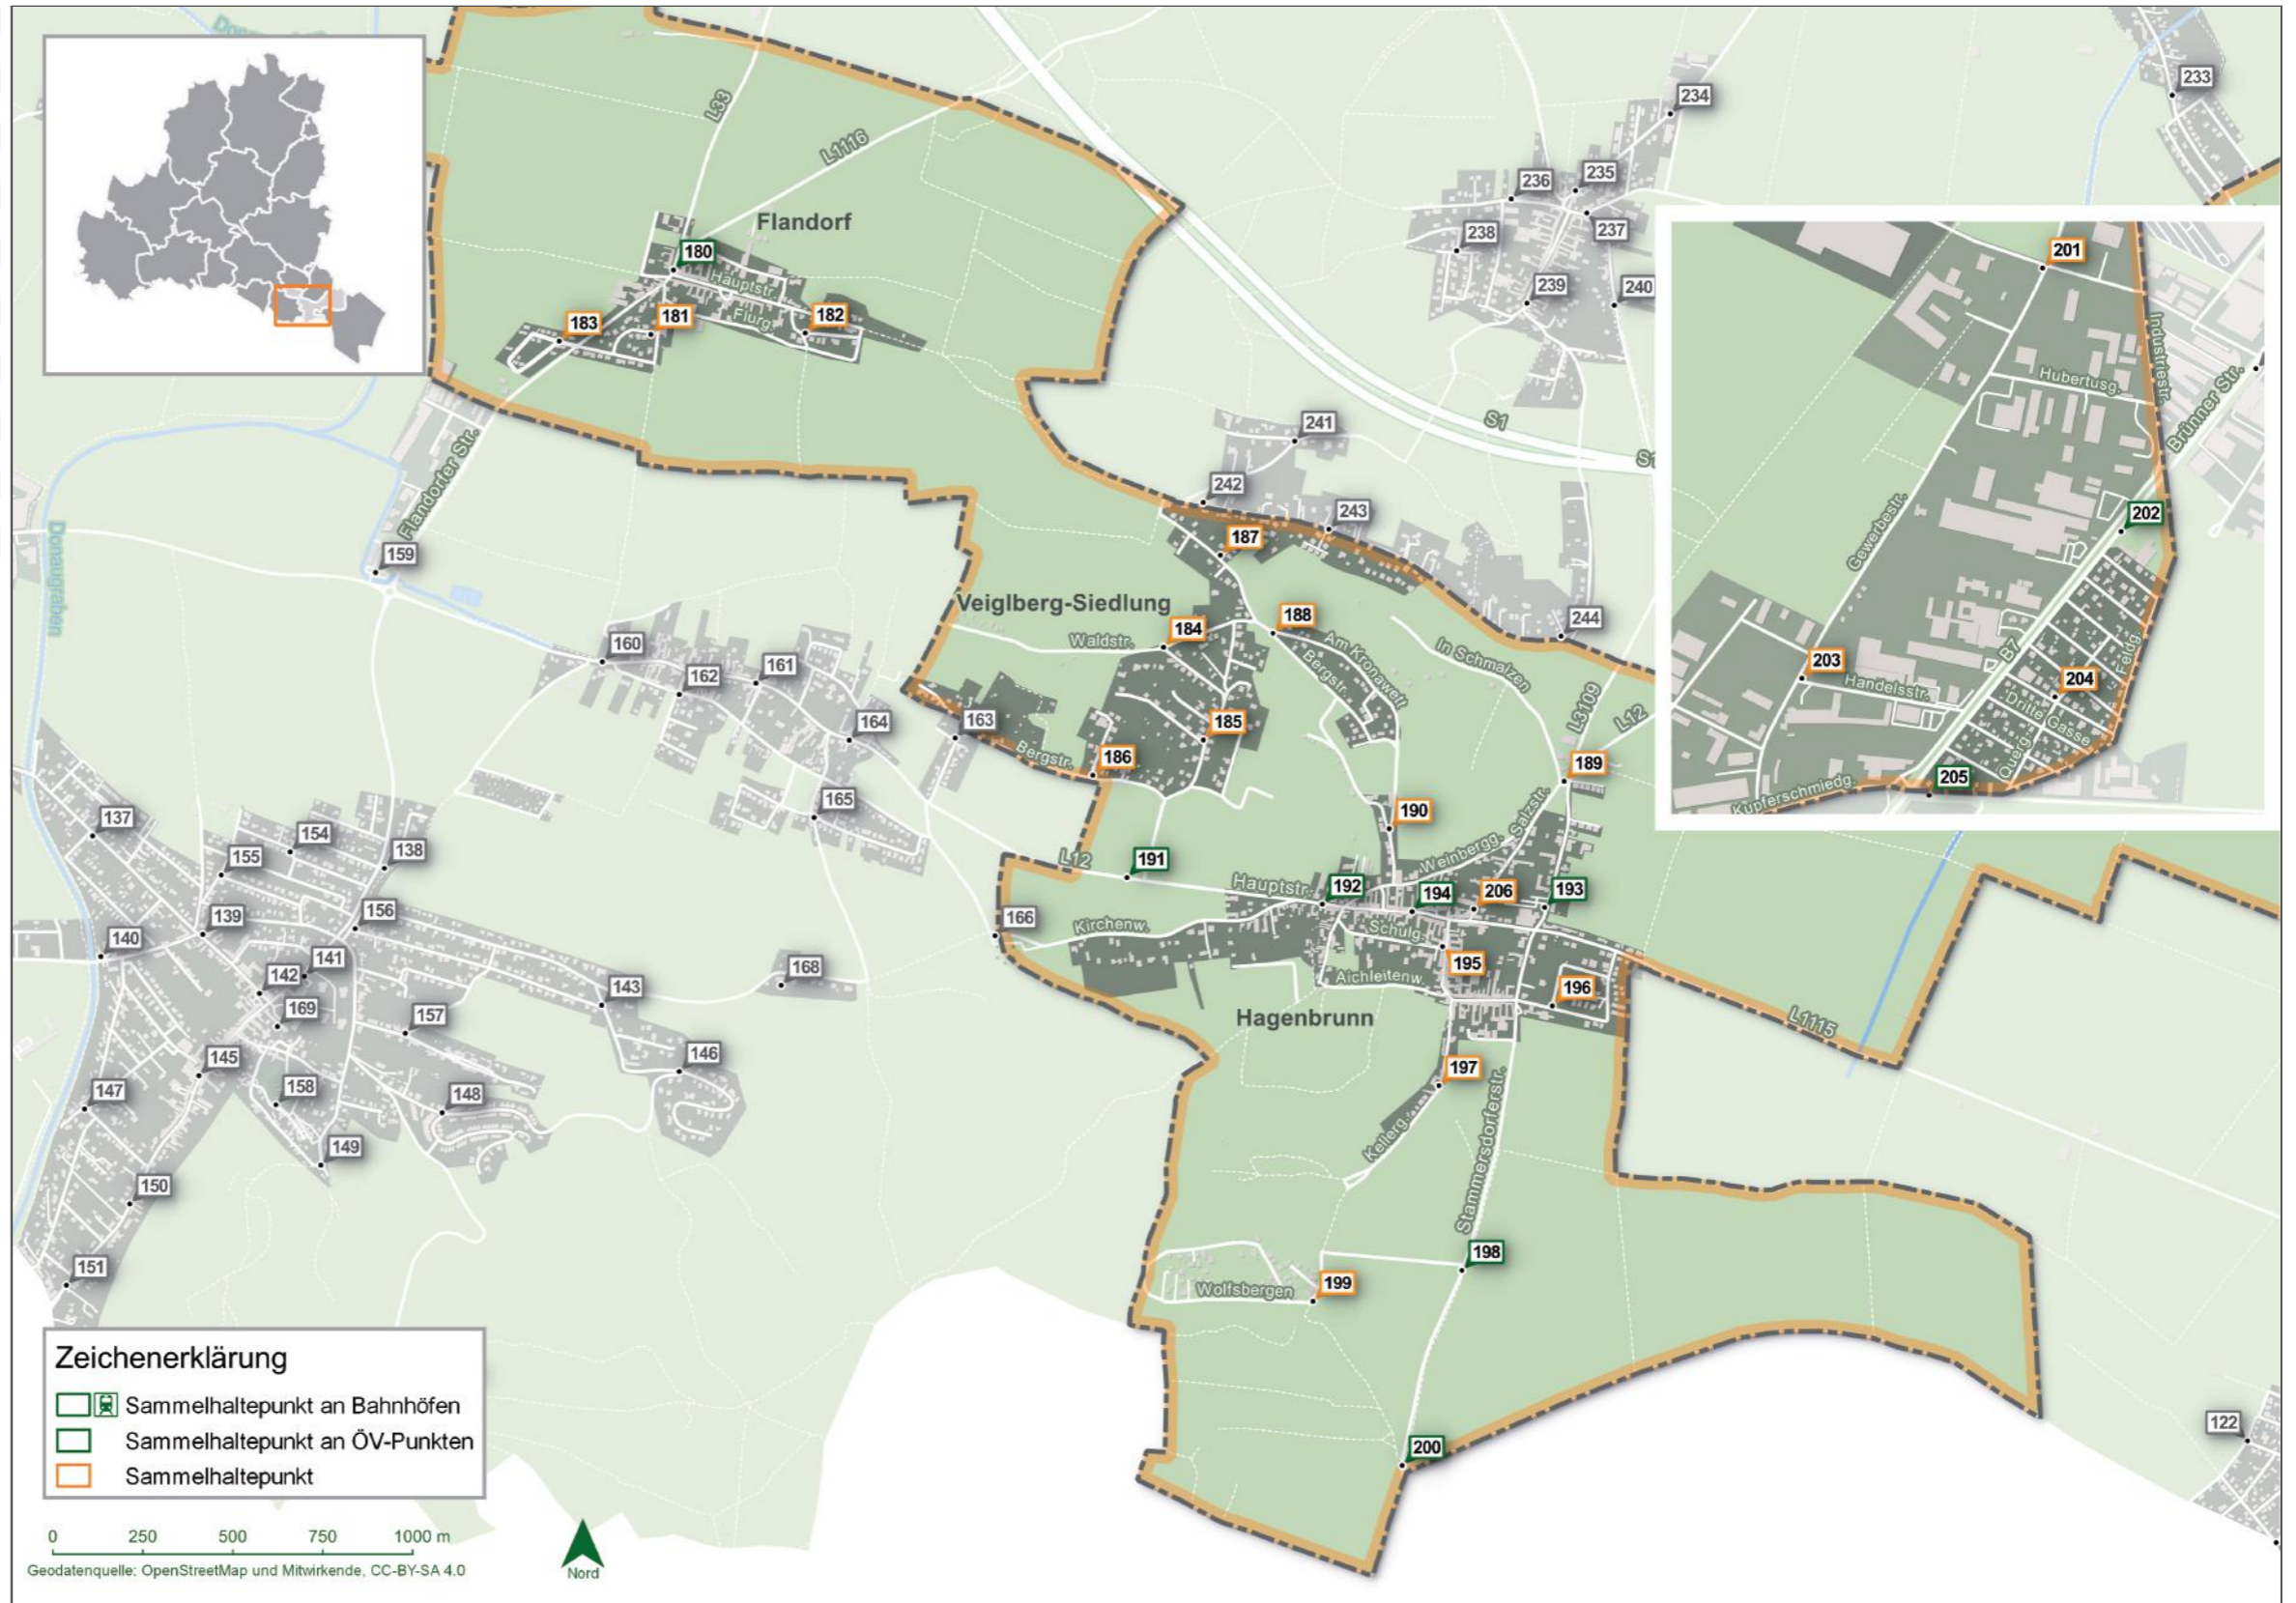 Flandorf
L33
L1116
180
Hauptstr.
181
Flurg.
182
183
Flandorfer Str.
159
Donaugraben
S1
233
234
235
236
237
238
239
240
241
242
243
244
Veiglberg-Siedlung
187
188
184
Waldstr.
185
186
Bergstr.
Am Kronawett
Bergstr.
In Schmalzen
L3109
L12
189
190
Salzstr.
Weinbergg.
160
161
162
163
164
165
166
168
L12
191
Hauptstr.
192
194
206
193
Kirchenw.
Schulg.
195
Aichleitenw.
196
Hagenbrunn
L1115
197
Kellerg.
Stammersdorferstr.
198
199
Wolfsbergen
200
122
137
154
138
155
139
156
140
141
142
143
169
157
145
146
147
158
148
149
150
151
201
Industriestr.
Hubertusg.
Brünner Str.
202
Gewerbestr.
B7
203
Handelsstr.
204
Feldg.
Dritte Gasse
Querg.
205
Kupferschmiedg.
Zeichenerklärung
Sammelhaltepunkt an Bahnhöfen
Sammelhaltepunkt an ÖV-Punkten
Sammelhaltepunkt
0 250 500 750 1000 m
Geodatenquelle: OpenStreetMap und Mitwirkende, CC-BY-SA 4.0
Nord